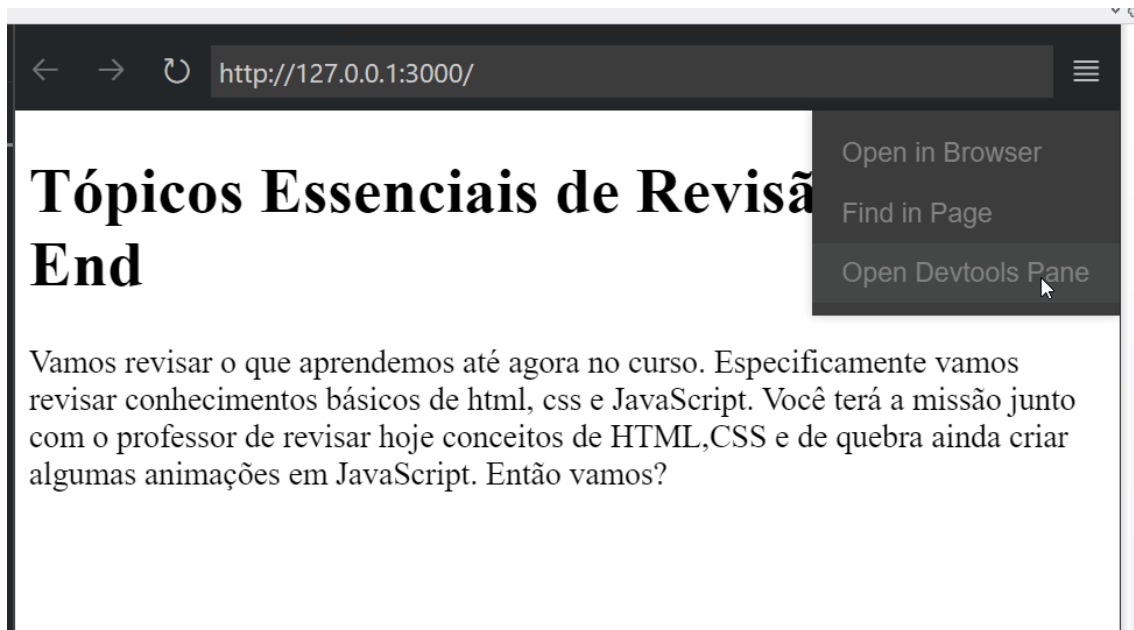 http://127.0.0.1:3000/
Open in Browser
Find in Page
Open Devtools Pane
Tópicos Essenciais de Revisã
End
Vamos revisar o que aprendemos até agora no curso. Especificamente vamos
revisar conhecimentos básicos de html, css e JavaScript. Você terá a missão junto
com o professor de revisar hoje conceitos de HTML,CSS e de quebra ainda criar
algumas animações em JavaScript. Então vamos?